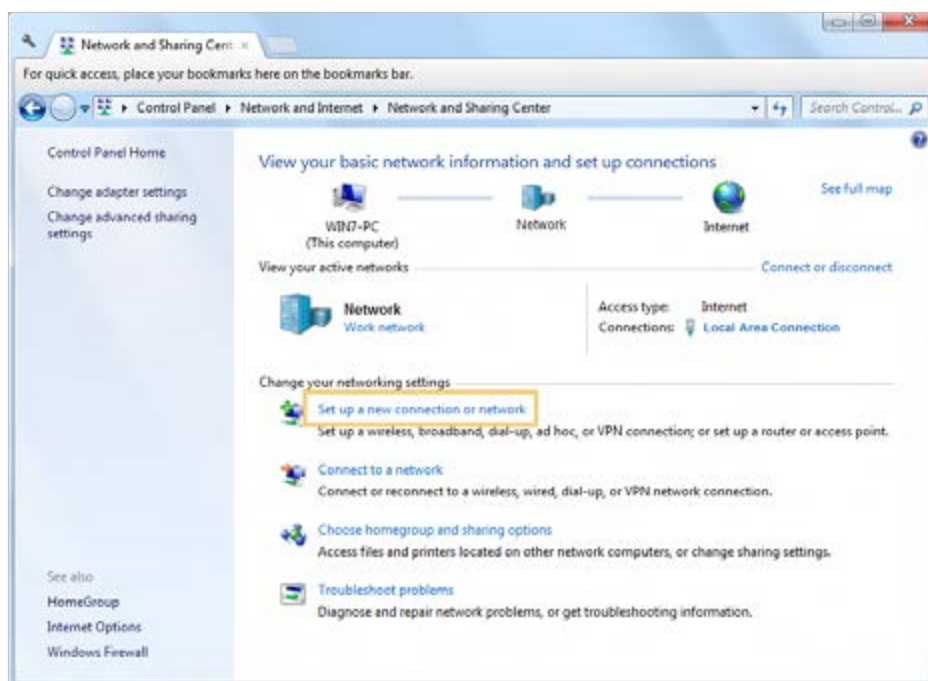 Network and Sharing Cent
For quick access, place your bookmarks here on the bookmarks bar.
Control Panel Network and Internet Network and Sharing Center Search Control...
Control Panel Home
Change adapter settings
Change advanced sharing
settings
View your basic network information and set up connections
See full map
WIN7-PC
(This computer)
Network
Internet
View your active networks
Connect or disconnect
Network
Work network
Access type: Internet
Connections: Local Area Connection
Change your networking settings
Set up a new connection or network
Set up a wireless, broadband, dial-up, ad hoc, or VPN connection; or set up a router or access point.
Connect to a network
Connect or reconnect to a wireless, wired, dial-up, or VPN network connection.
Choose homegroup and sharing options
Access files and printers located on other network computers, or change sharing settings.
Troubleshoot problems
Diagnose and repair network problems, or get troubleshooting information.
See also
HomeGroup
Internet Options
Windows Firewall